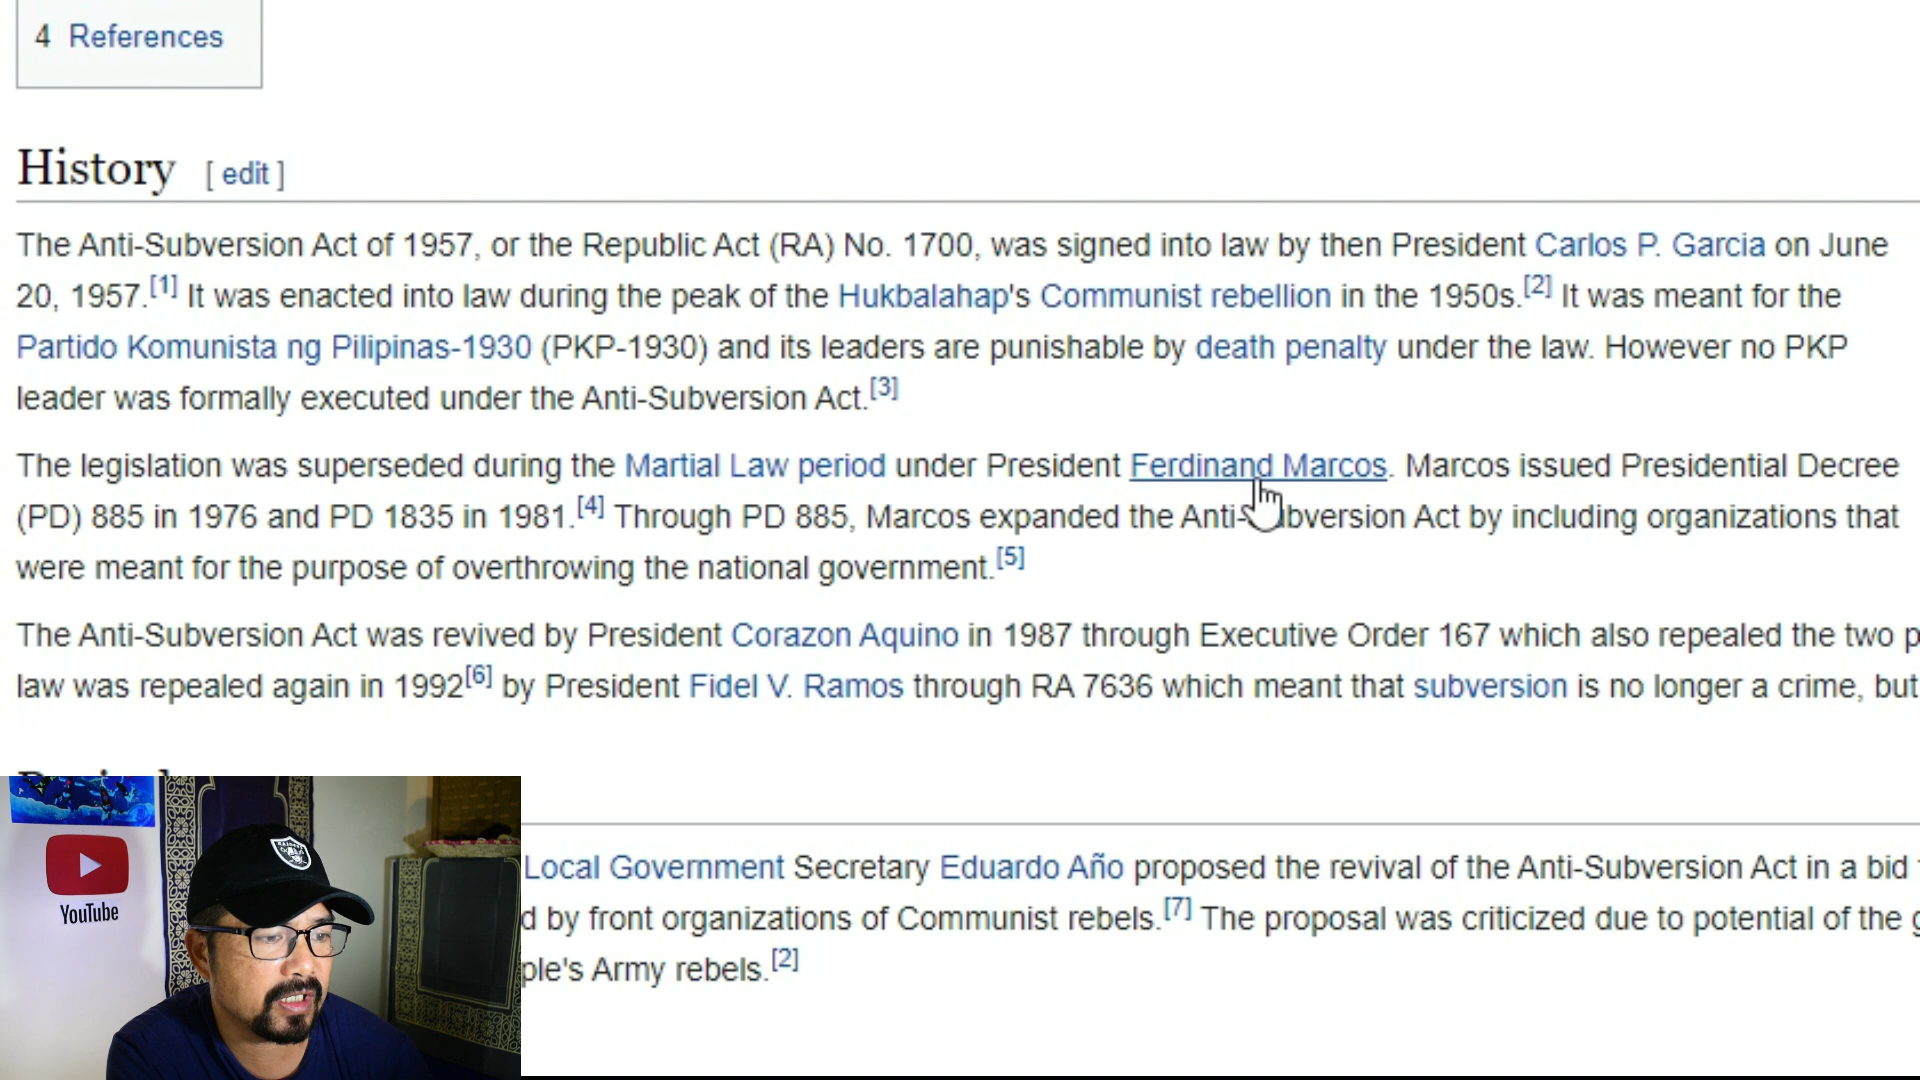 4 References
History [ edit ]
The Anti-Subversion Act of 1957, or the Republic Act (RA) No. 1700, was signed into law by then President Carlos P. Garcia on June
20, 1957.[1] It was enacted into law during the peak of the Hukbalahap's Communist rebellion in the 1950s.[2] It was meant for the
Partido Komunista ng Pilipinas-1930 (PKP-1930) and its leaders are punishable by death penalty under the law. However no PKP
leader was formally executed under the Anti-Subversion Act.[3]
The legislation was superseded during the Martial Law period under President Ferdinand Marcos. Marcos issued Presidential Decree
(PD) 885 in 1976 and PD 1835 in 1981.[4] Through PD 885, Marcos expanded the Anti-Subversion Act by including organizations that
were meant for the purpose of overthrowing the national government.[5]
The Anti-Subversion Act was revived by President Corazon Aquino in 1987 through Executive Order 167 which also repealed the two p
law was repealed again in 1992[6] by President Fidel V. Ramos through RA 7636 which meant that subversion is no longer a crime, but
Local Government Secretary Eduardo Año proposed the revival of the Anti-Subversion Act in a bid
d by front organizations of Communist rebels.[7] The proposal was criticized due to potential of the g
ple's Army rebels.[2]
YouTube